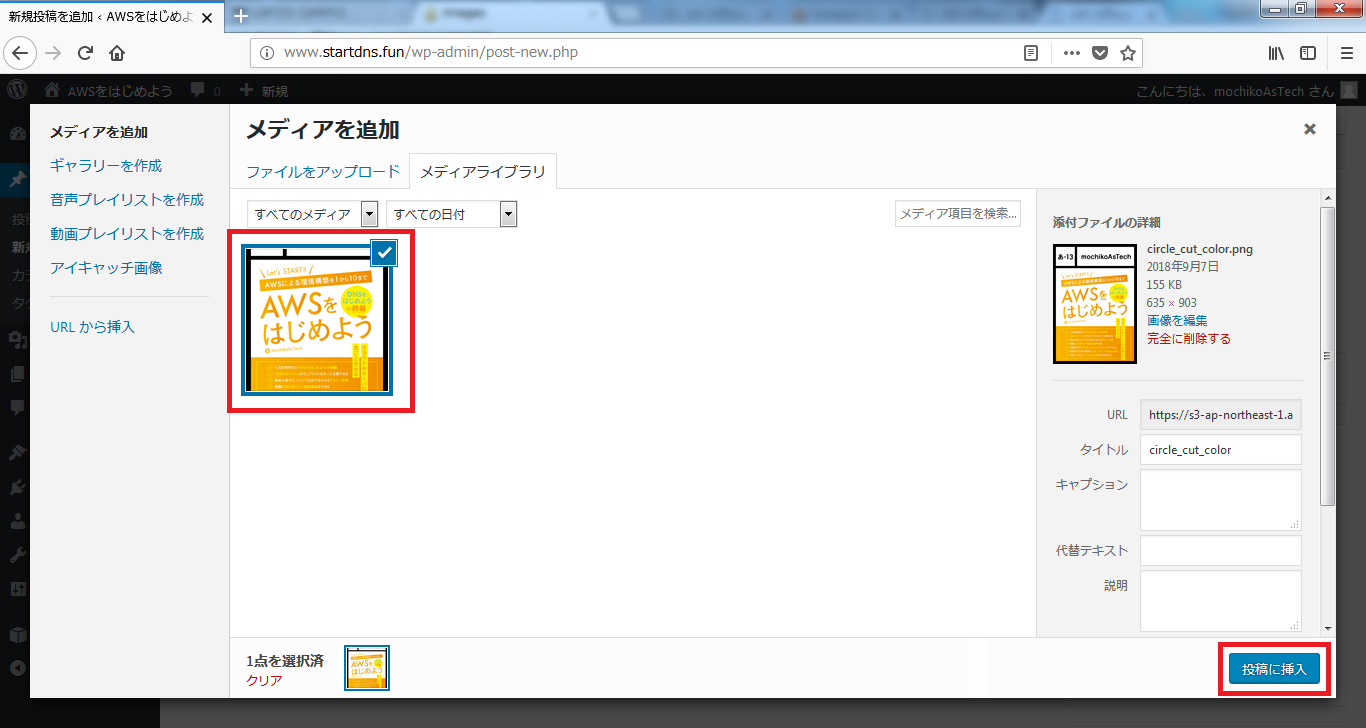 新規投稿を追加 ‹ AWSをはじめよ
www.startdns.fun/wp-admin/post-new.php
AWSをはじめよう 0 新規
こんにちは、mochikoAsTech さん
メディアを追加
ギャラリーを作成
音声プレイリストを作成
動画プレイリストを作成
アイキャッチ画像
URL から挿入
メディアを追加
ファイルをアップロード
メディアライブラリ
すべてのメディア
すべての日付
メディア項目を検索...
Let's START!!
AWSによる環境構築を1から10まで
AWSを
はじめよう
DNSを
はじめよう
の続編
mochikoAsTech
添付ファイルの詳細
あ-13 mochikoAsTech
AWSを
はじめよう
circle_cut_color.png
2018年9月7日
155 KB
635 × 903
画像を編集
完全に削除する
URL https://s3-ap-northeast-1.a
タイトル circle_cut_color
キャプション
代替テキスト
説明
1点を選択済
クリア
AWSを
はじめよう
投稿に挿入